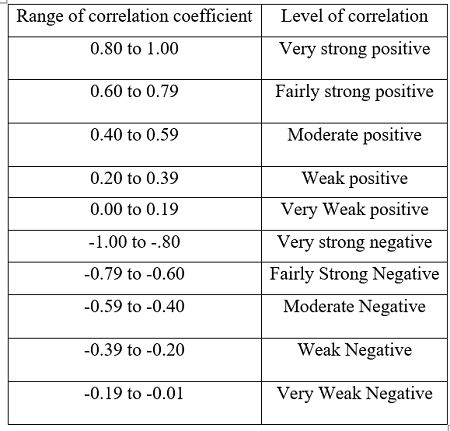 Range of correlation coefficient Level of correlation
0.80 to 1.00 Very strong positive
0.60 to 0.79 Fairly strong positive
0.40 to 0.59 Moderate positive
0.20 to 0.39 Weak positive
0.00 to 0.19 Very Weak positive
-1.00 to -.80 Very strong negative
-0.79 to -0.60 Fairly Strong Negative
-0.59 to -0.40 Moderate Negative
-0.39 to -0.20 Weak Negative
-0.19 to -0.01 Very Weak Negative